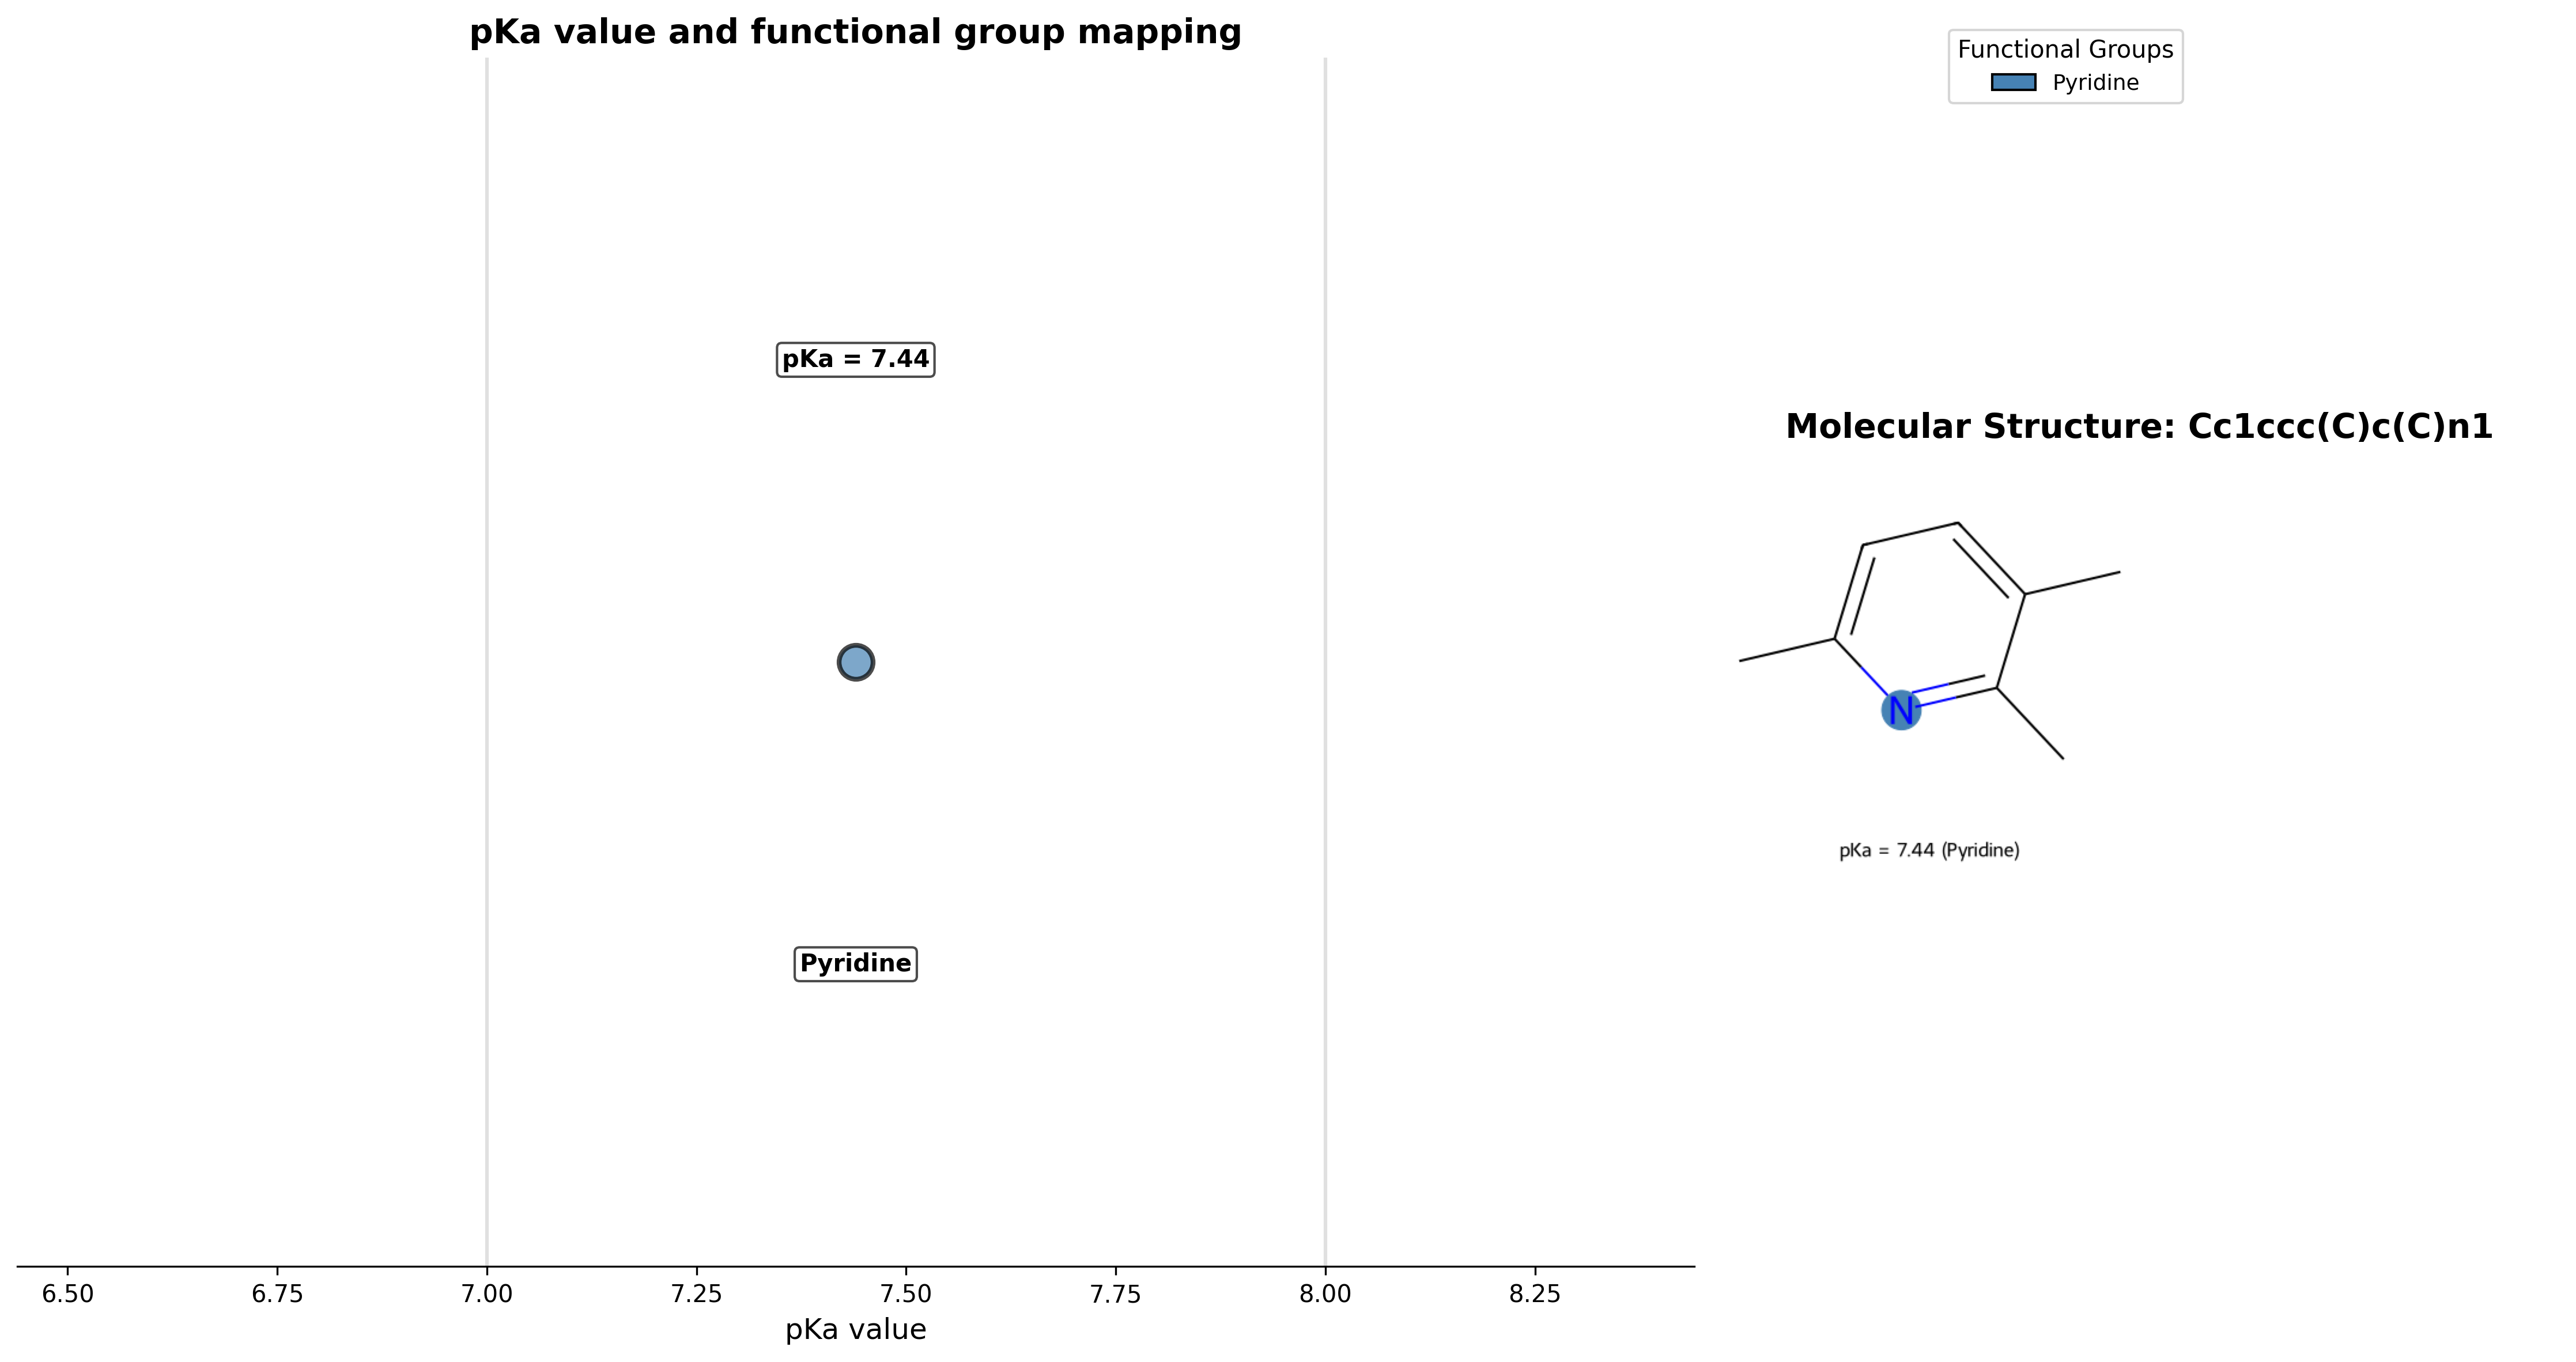 pKa value and functional group mapping
pKa = 7.44
Pyridine
6.50 6.75 7.00 7.25 7.50 7.75 8.00 8.25
pKa value
Functional Groups
Pyridine
Molecular Structure: Cc1ccc(C)c(C)n1
N
pKa = 7.44 (Pyridine)